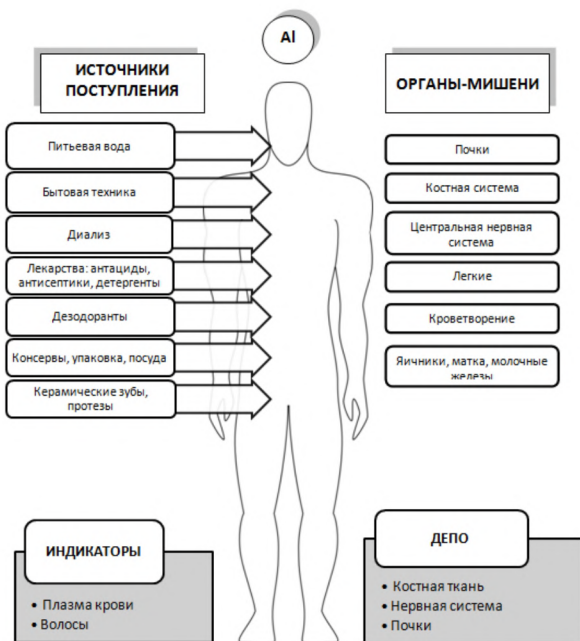 Al
ИСТОЧНИКИ
ПОСТУПЛЕНИЯ
Питьевая вода
Бытовая техника
Диализ
Лекарства: антациды,
антисептики, детергенты
Дезодоранты
Консервы, упаковка, посуда
Керамические зубы,
протезы
ОРГАНЫ-МИШЕНИ
Почки
Костная система
Центральная нервная
система
Легкие
Кроветворение
Яичники, матка, молочные
железы
ИНДИКАТОРЫ
• Плазма крови
• Волосы
ДЕПО
• Костная ткань
• Нервная система
• Почки